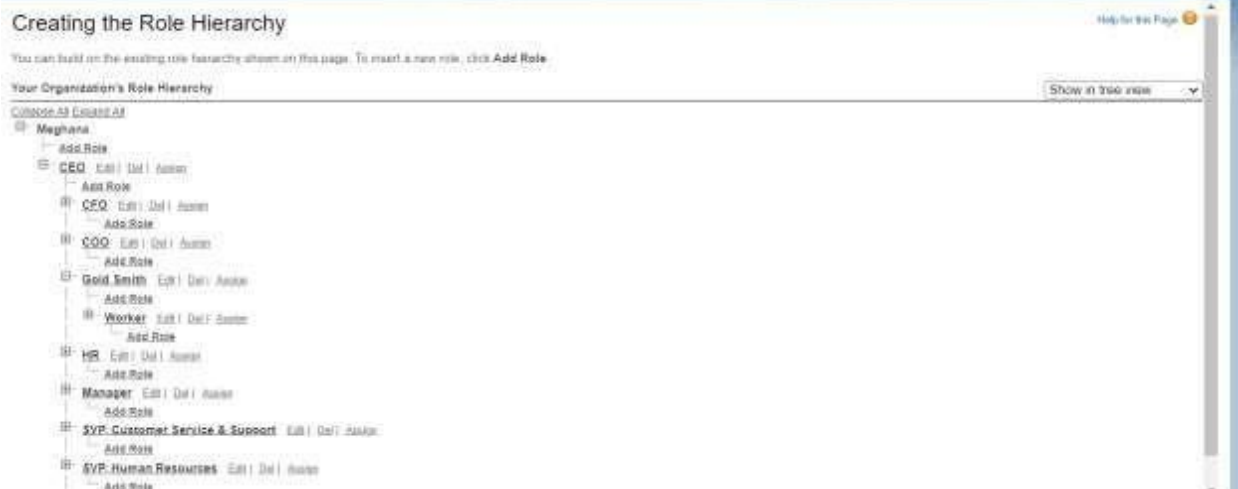 Creating the Role Hierarchy
Help for this Page
You can build on the existing role hierarchy shown on this page. To insert a new role, click Add Role.
Your Organization's Role Hierarchy
Show in tree view
Collapse All Expand All
Meghana
Add Role
CEO Edit | Del | Assign
Add Role
CFO Edit | Del | Assign
Add Role
COO Edit | Del | Assign
Add Role
Gold Smith Edit | Del | Assign
Add Role
Worker Edit | Del | Assign
Add Role
HR Edit | Del | Assign
Add Role
Manager Edit | Del | Assign
Add Role
SVP, Customer Service & Support Edit | Del | Assign
Add Role
SVP, Human Resources Edit | Del | Assign
Add Role